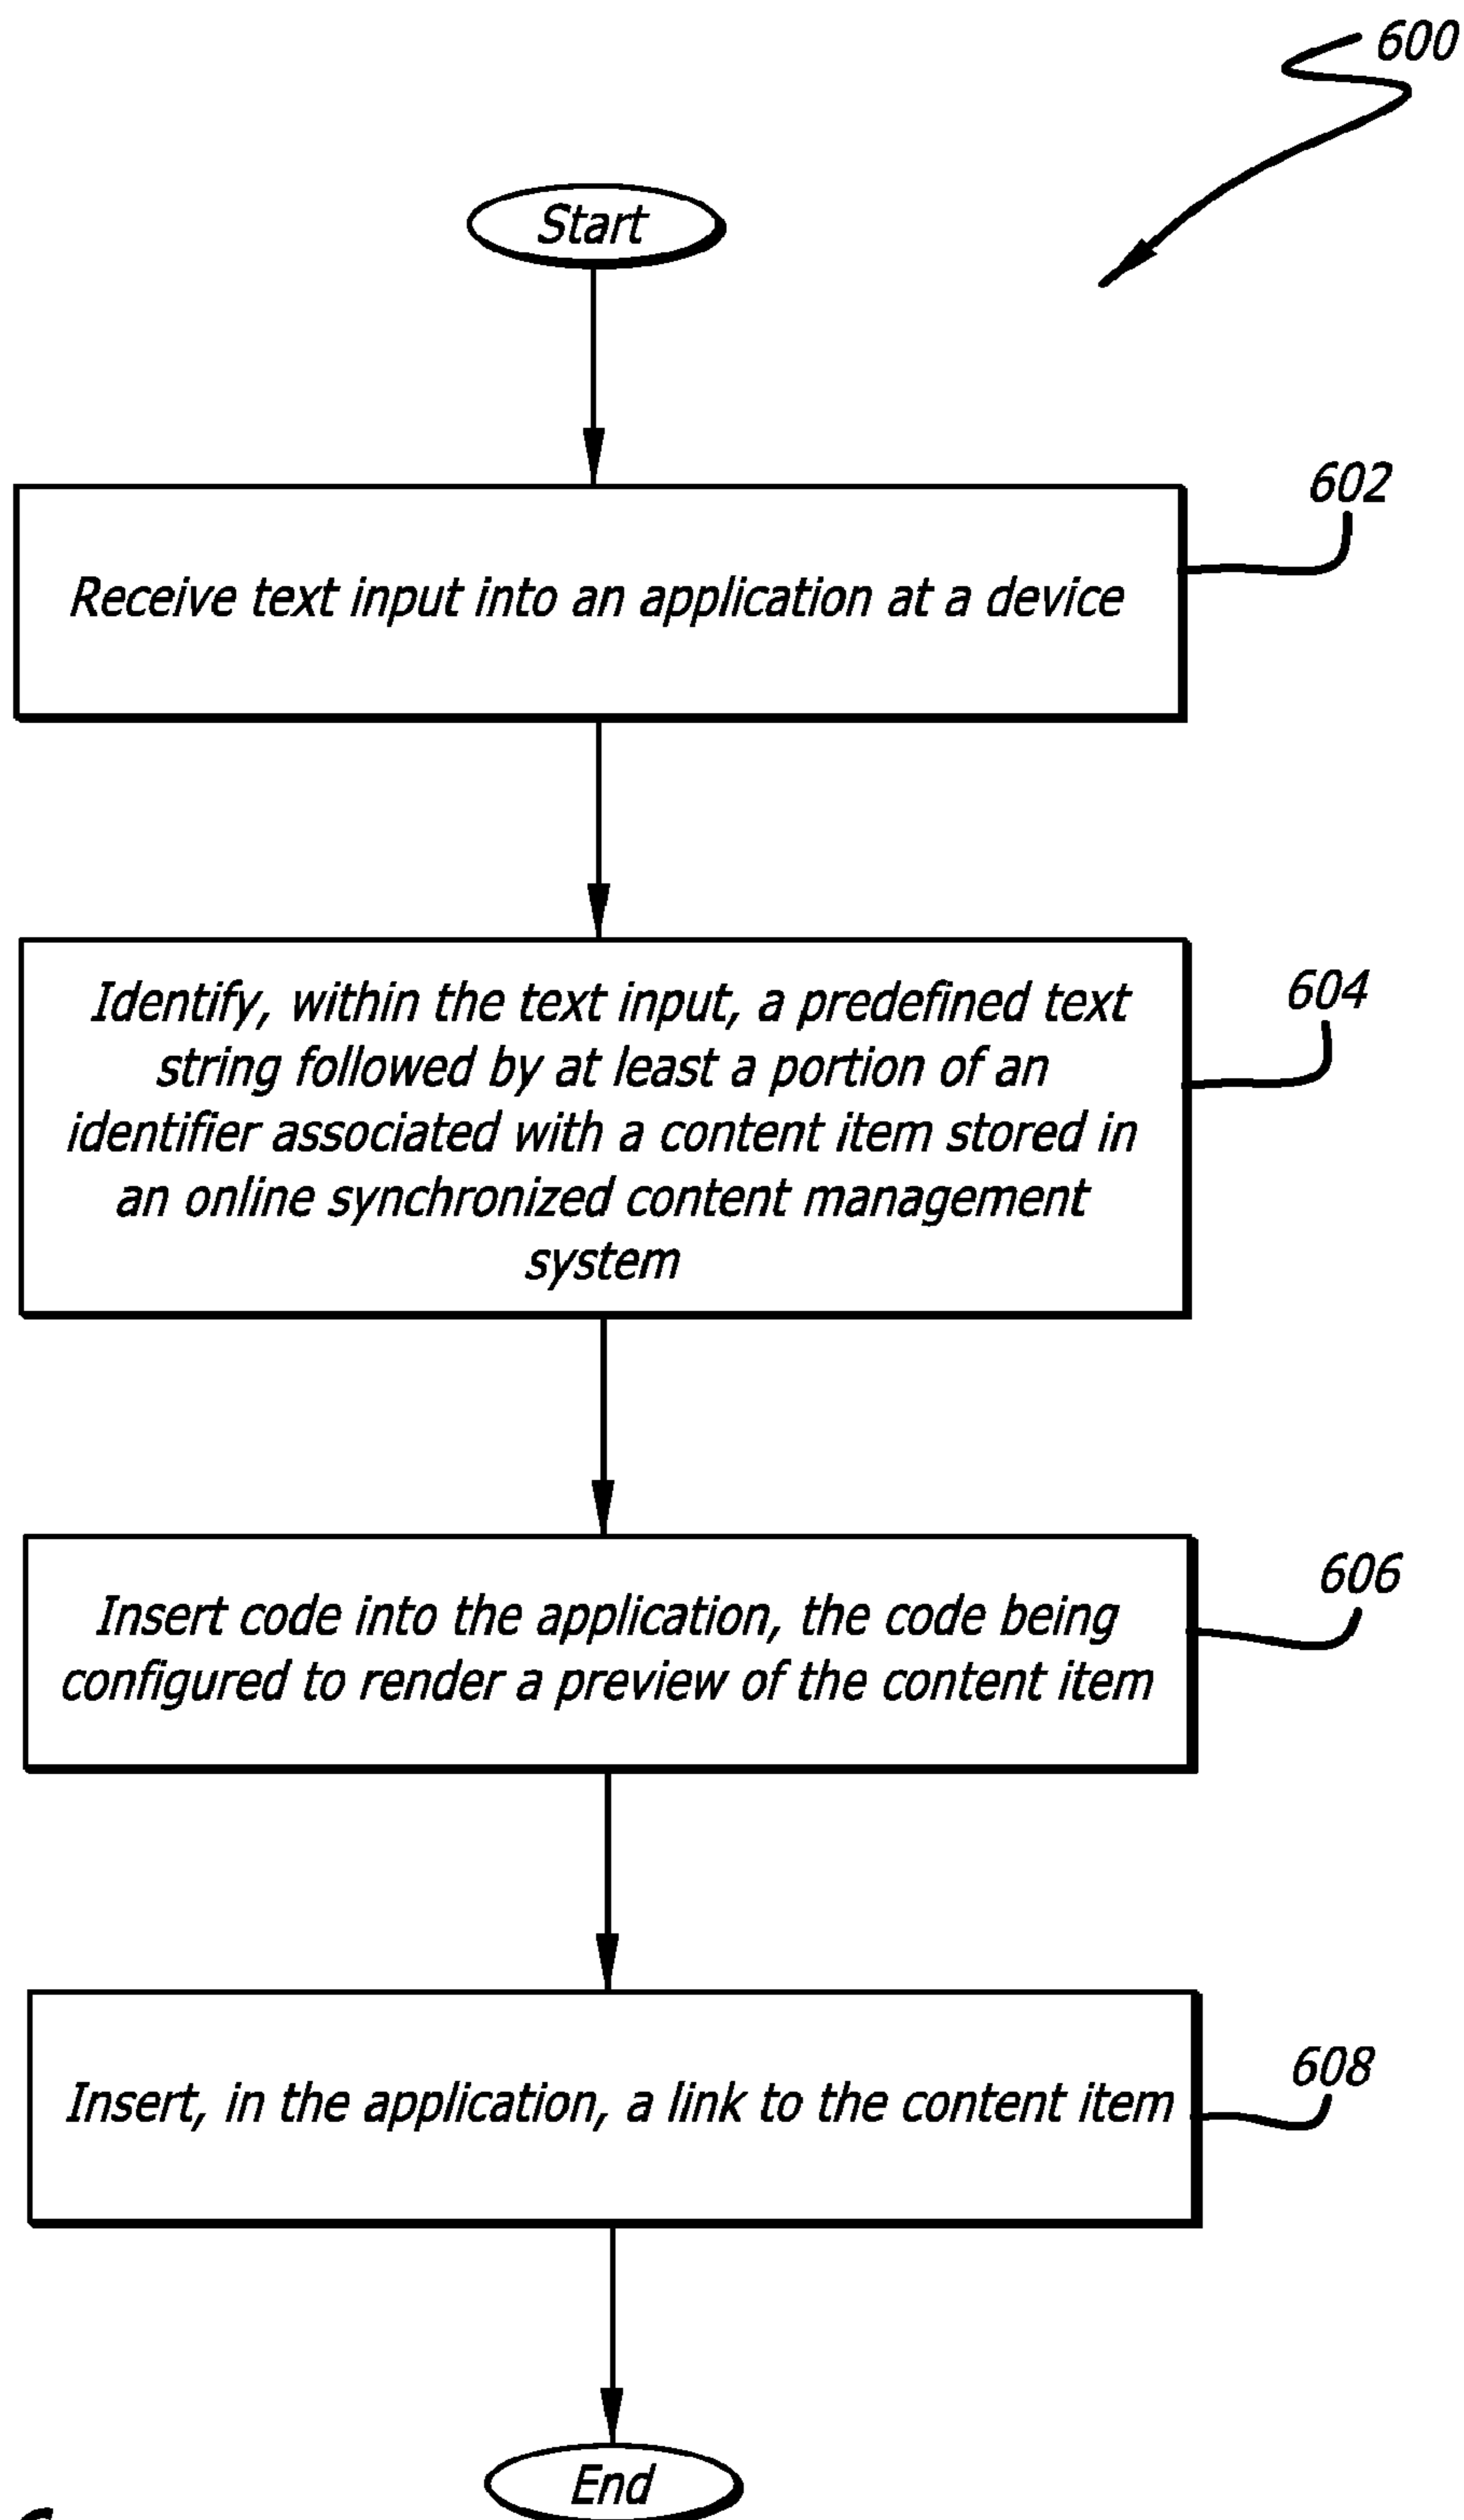 600
Start
602
Receive text input into an application at a device
604
Identify, within the text input, a predefined text
string followed by at least a portion of an
identifier associated with a content item stored in
an online synchronized content management
system
606
Insert code into the application, the code being
configured to render a preview of the content item
608
Insert, in the application, a link to the content item
End